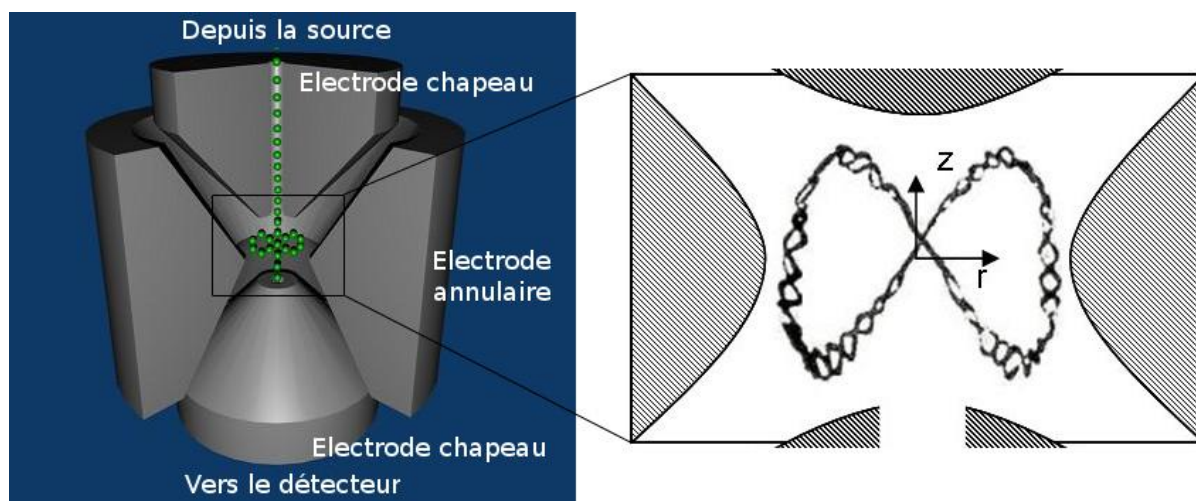 Depuis la source
Electrode chapeau
Electrode
annulaire
Electrode chapeau
Vers le détecteur
z
r